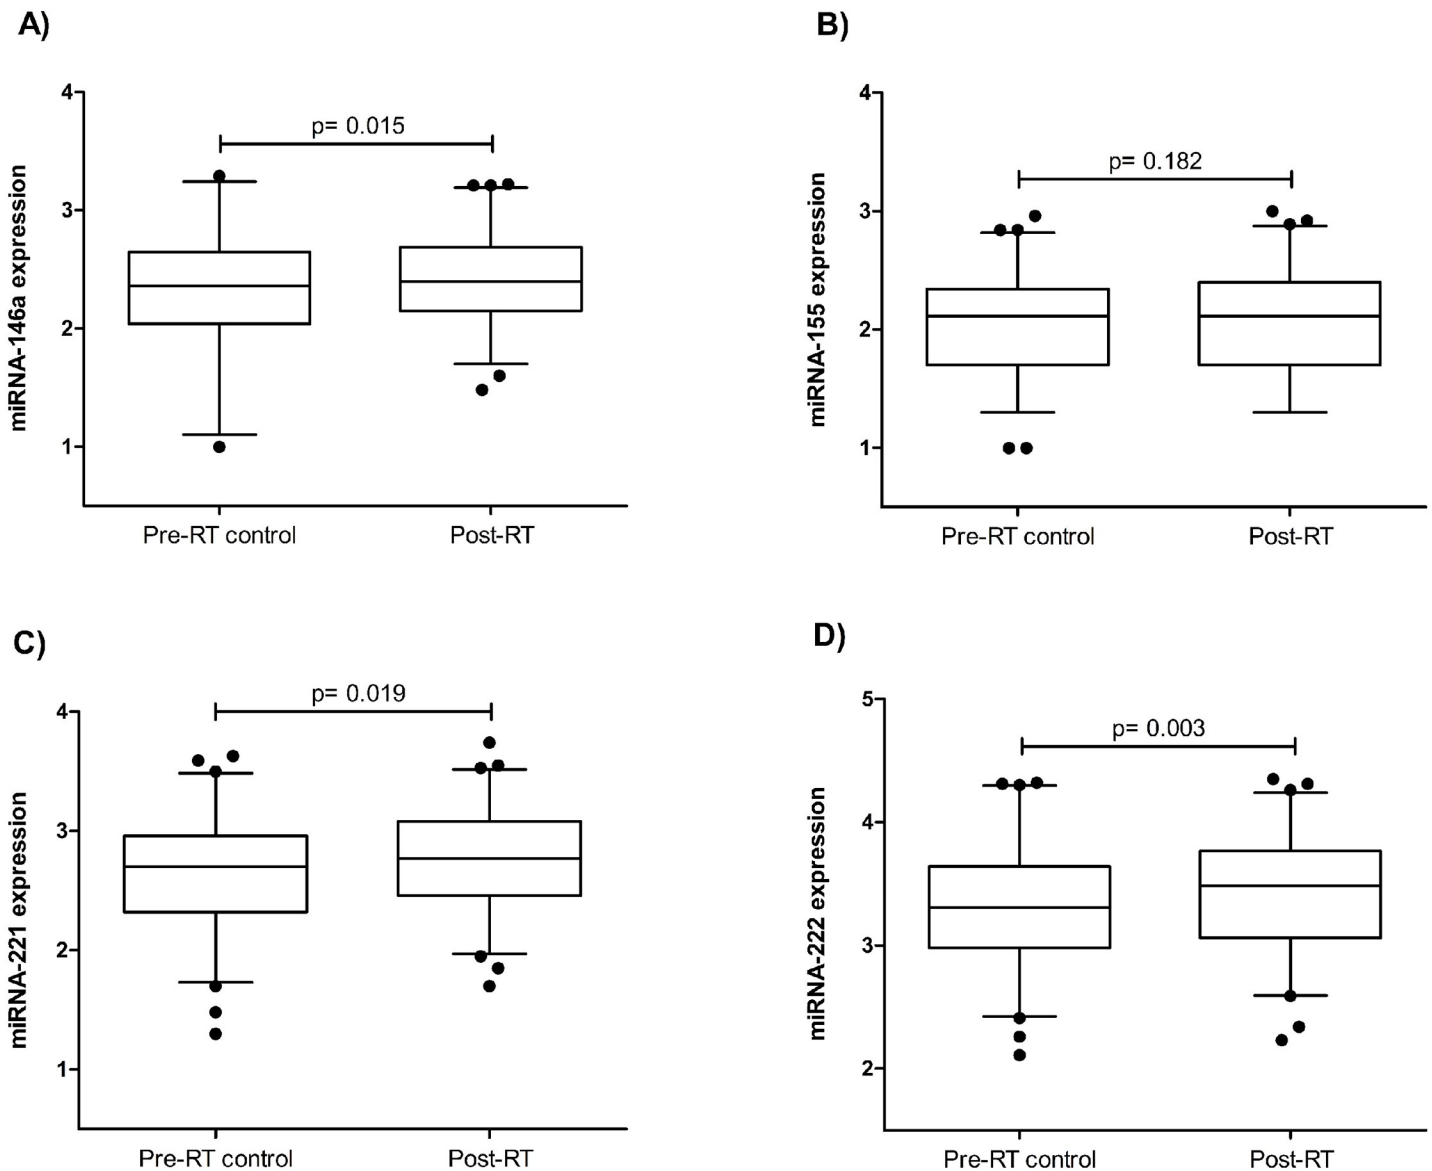 A)
4
3
2
1
miRNA-146a expression
p= 0.015
Pre-RT control
Post-RT
B)
4
3
2
1
miRNA-155 expression
p= 0.182
Pre-RT control
Post-RT
C)
4
3
2
1
miRNA-221 expression
p= 0.019
Pre-RT control
Post-RT
D)
5
4
3
2
miRNA-222 expression
p= 0.003
Pre-RT control
Post-RT